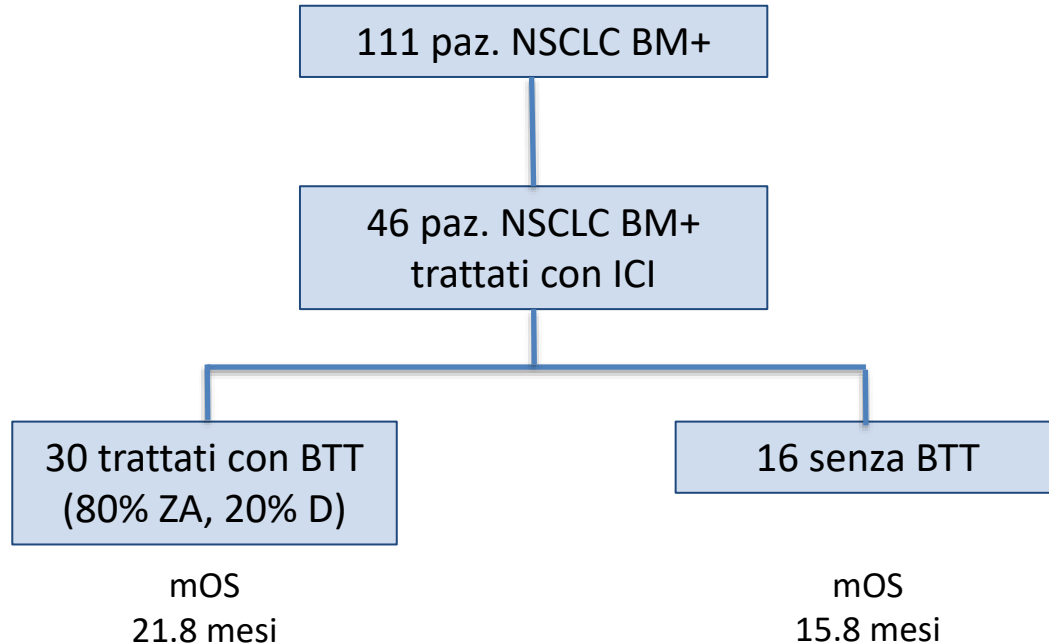 111 paz. NSCLC BM+
46 paz. NSCLC BM+
trattati con ICI
30 trattati con BTT
(80% ZA, 20% D)
16 senza BTT
mOS
21.8 mesi
mOS
15.8 mesi